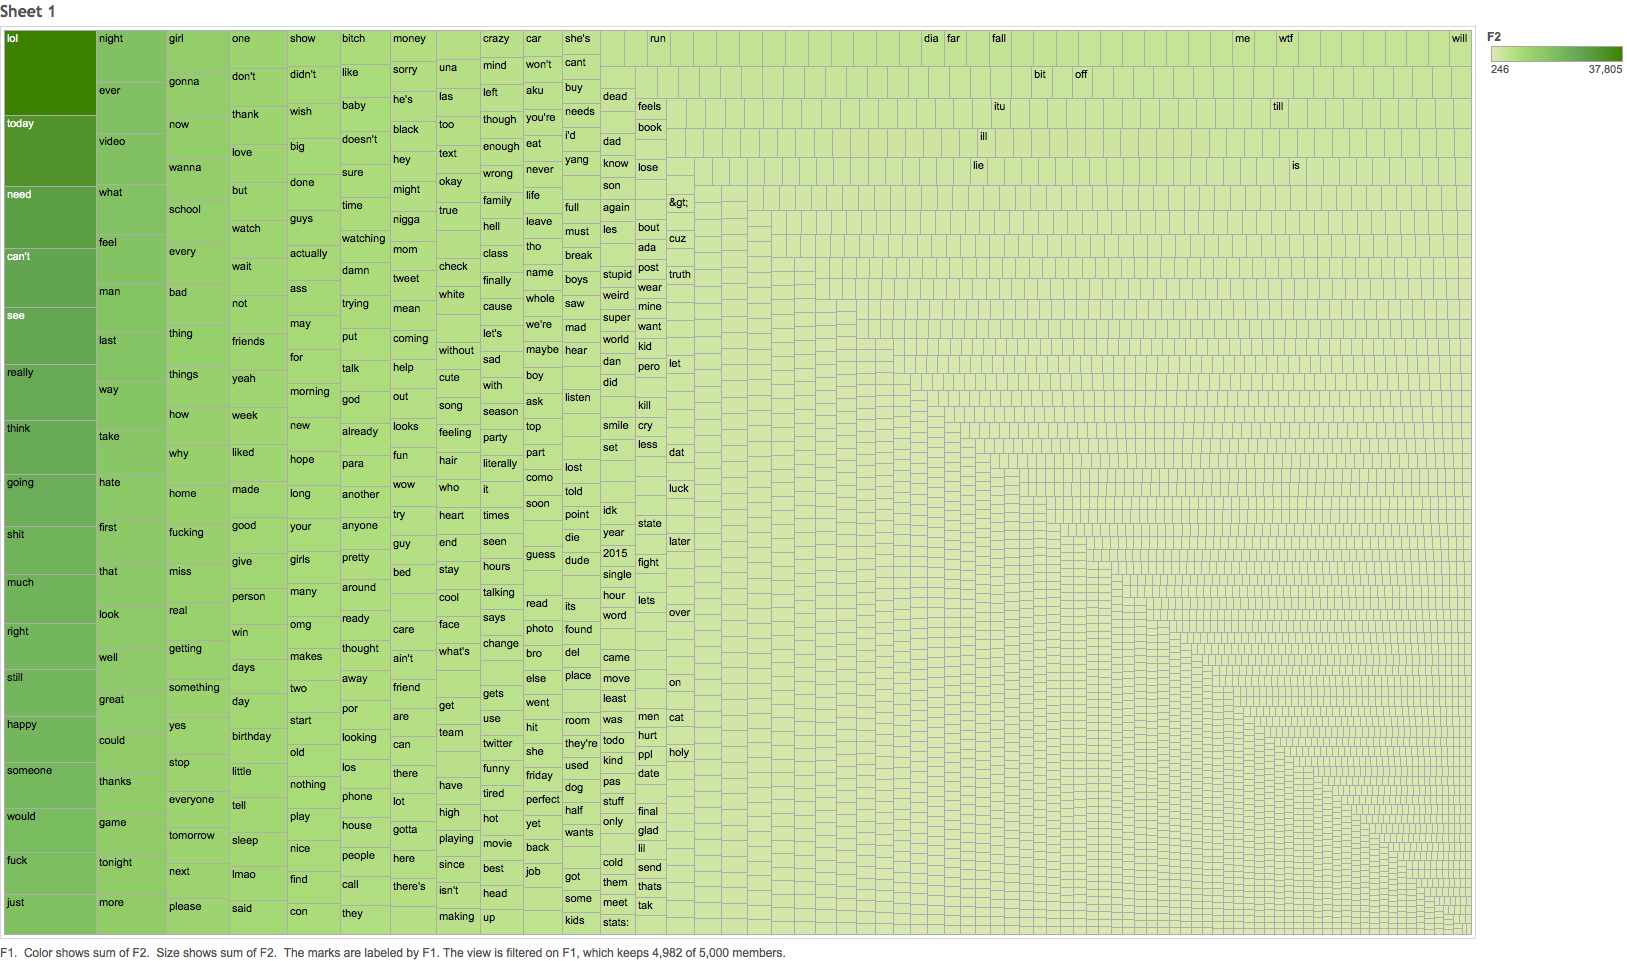 Sheet 1
lol
today
need
can't
see
really
think
going
shit
much
right
still
happy
someone
would
fuck
just
night
ever
video
what
feel
man
last
way
take
hate
first
that
look
well
great
could
thanks
game
tonight
more
girl
gonna
now
wanna
school
every
bad
thing
things
how
why
home
fucking
miss
real
getting
something
yes
stop
everyone
tomorrow
next
please
one
don't
thank
love
but
watch
wait
not
friends
yeah
week
liked
made
good
give
person
win
days
day
birthday
little
tell
sleep
lmao
said
show
didn't
wish
big
done
guys
actually
ass
may
for
morning
new
hope
long
your
girls
many
omg
makes
two
start
old
nothing
play
nice
find
con
bitch
like
baby
doesn't
sure
time
watching
damn
trying
put
talk
god
already
para
another
anyone
pretty
around
ready
thought
away
por
looking
los
phone
house
people
call
they
money
sorry
he's
black
hey
might
nigga
mom
tweet
mean
coming
help
out
looks
fun
wow
try
guy
bed
care
ain't
friend
are
can
there
lot
gotta
here
there's
una
las
too
text
okay
true
check
white
without
cute
song
feeling
hair
who
heart
end
stay
cool
face
what's
get
team
have
high
playing
since
isn't
making
crazy
mind
left
though
enough
wrong
family
hell
class
finally
cause
let's
sad
with
season
party
literally
it
times
seen
hours
talking
says
change
gets
use
twitter
funny
tired
hot
movie
best
head
up
car
won't
aku
you're
eat
never
life
leave
tho
name
whole
we're
maybe
boy
ask
top
part
como
soon
guess
read
photo
bro
else
went
hit
she
friday
perfect
yet
back
job
she's
cant
buy
needs
i'd
yang
full
must
break
boys
saw
mad
hear
listen
lost
told
point
die
dude
its
found
del
place
room
they're
used
dog
half
wants
got
some
kids
dead
dad
know
son
again
les
stupid
weird
super
world
dan
did
smile
set
idk
year
2015
single
hour
word
came
move
least
was
todo
kind
pas
stuff
only
cold
them
meet
stats:
run
feels
book
lose
bout
ada
post
wear
mine
want
kid
pero
kill
cry
less
state
fight
lets
men
hurt
ppl
date
final
glad
lil
send
thats
tak
&gt;
cuz
truth
let
dat
luck
later
over
on
cat
holy
dia
far
fall
me
wtf
will
bit
off
itu
till
ill
lie
is
F2
246
37,805
F1. Color shows sum of F2. Size shows sum of F2. The marks are labeled by F1. The view is filtered on F1, which keeps 4,982 of 5,000 members.